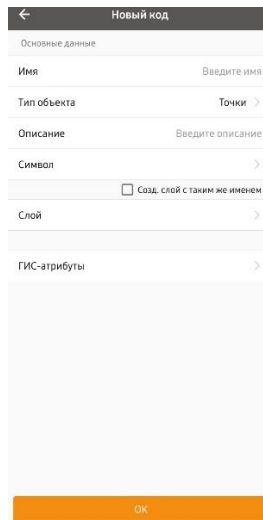 Новый код
Основные данные
Имя Введите имя
Тип объекта Точки
Описание Введите описание
Символ
Созд. слой с таким же именем
Слой
ГИС-атрибуты
OK